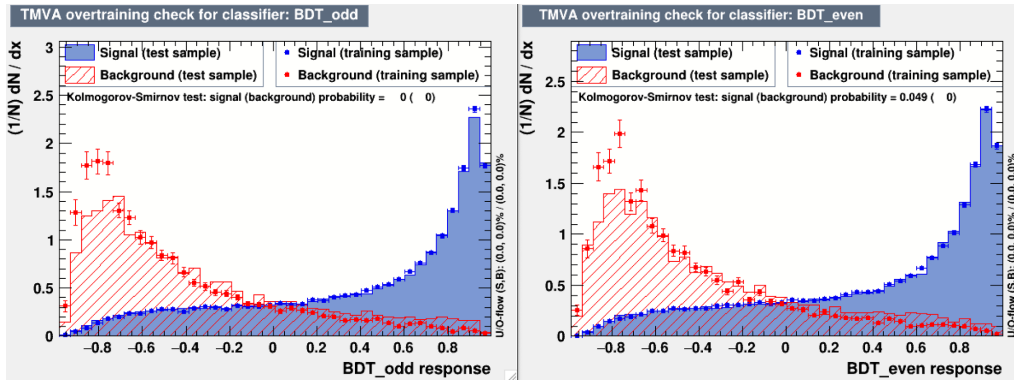 TMVA overtraining check for classifier: BDT_odd
Signal (test sample)
Background (test sample)
Signal (training sample)
Background (training sample)
Kolmogorov-Smirnov test: signal (background) probability = 0 ( 0)
(1/N) dN / dx
3
2.5
2
1.5
1
0.5
0
−0.8 −0.6 −0.4 −0.2 0 0.2 0.4 0.6 0.8
BDT_odd response
U/O-flow (S,B): (0.0, 0.0)% / (0.0, 0.0)%
TMVA overtraining check for classifier: BDT_even
Signal (test sample)
Background (test sample)
Signal (training sample)
Background (training sample)
Kolmogorov-Smirnov test: signal (background) probability = 0.049 ( 0)
(1/N) dN / dx
2.5
2
1.5
1
0.5
0
−0.8 −0.6 −0.4 −0.2 0 0.2 0.4 0.6 0.8
BDT_even response
U/O-flow (S,B): (0.0, 0.0)% / (0.0, 0.0)%